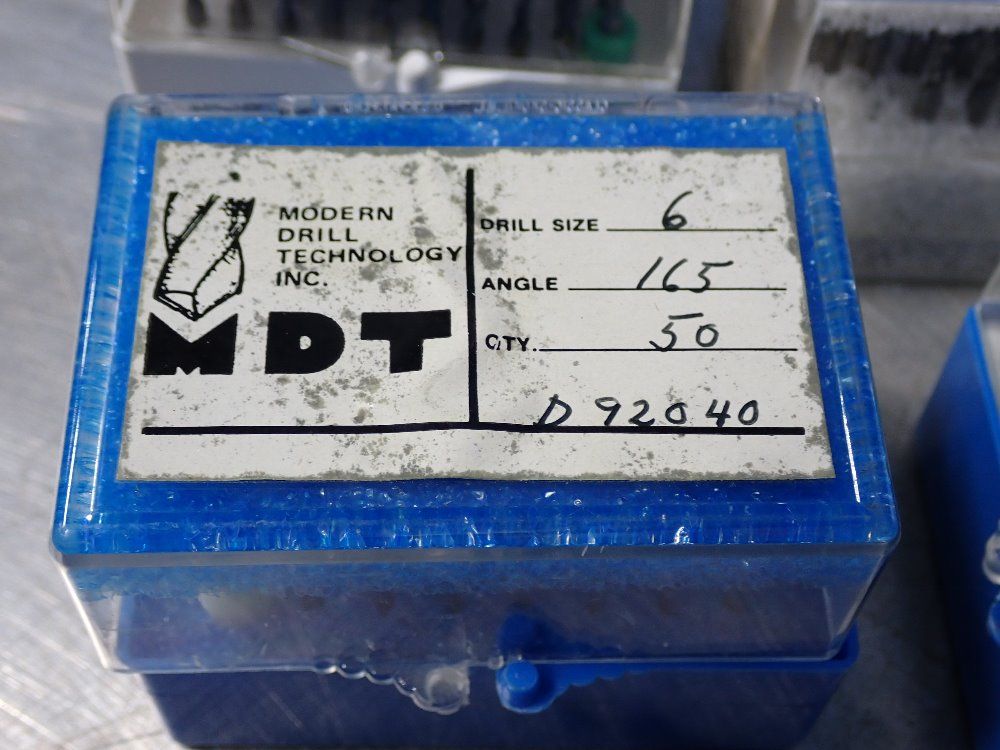 MODERN
DRILL
TECHNOLOGY
INC.
MDT
DRILL SIZE 6
ANGLE 165
QTY. 50
D 92040